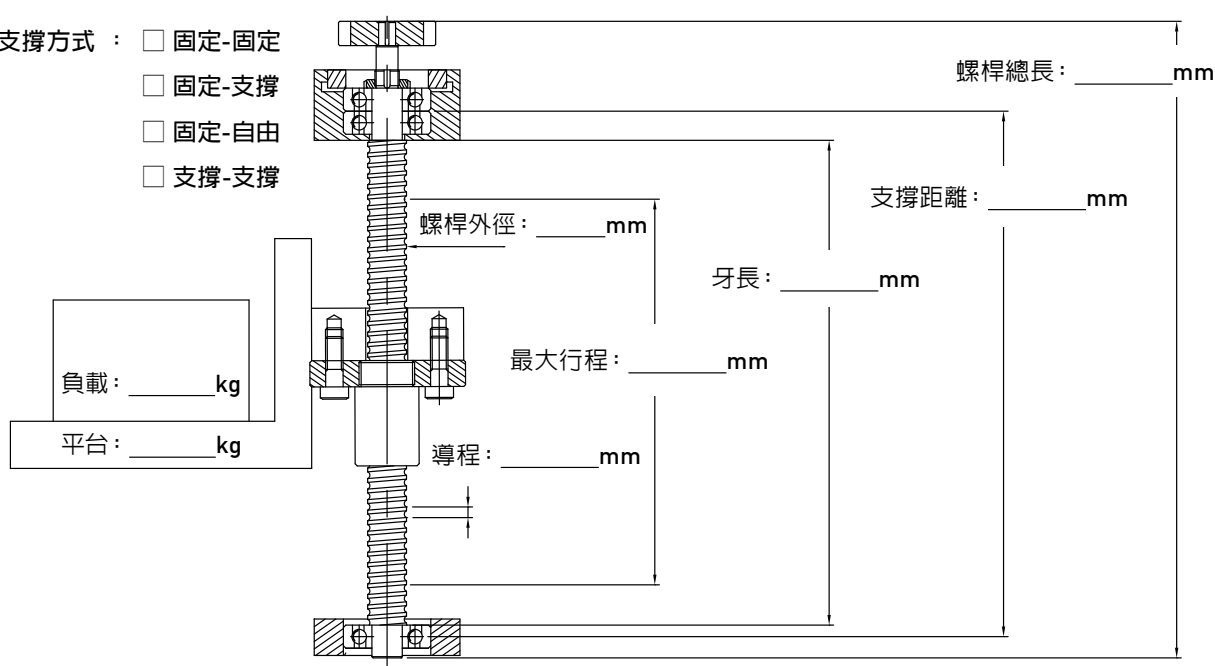 支撐方式 : □ 固定-固定
□ 固定-支撐
□ 固定-自由
□ 支撐-支撐
螺桿總長:________mm
支撐距離:________mm
螺桿外徑:______mm
牙長:________mm
最大行程:________mm
負載:_______kg
平台:_______kg
導程:________mm